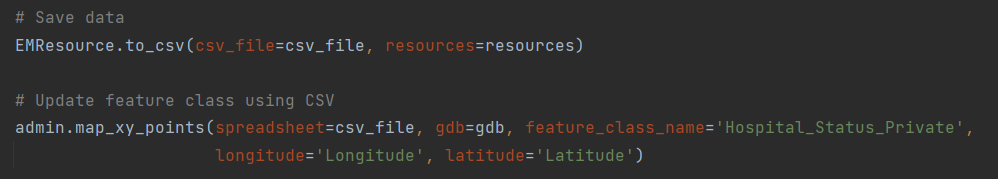 # Save data
EMResource.to_csv(csv_file=csv_file, resources=resources)
# Update feature class using CSV
admin.map_xy_points(spreadsheet=csv_file, gdb=gdb, feature_class_name='Hospital_Status_Private',
longitude='Longitude', latitude='Latitude')